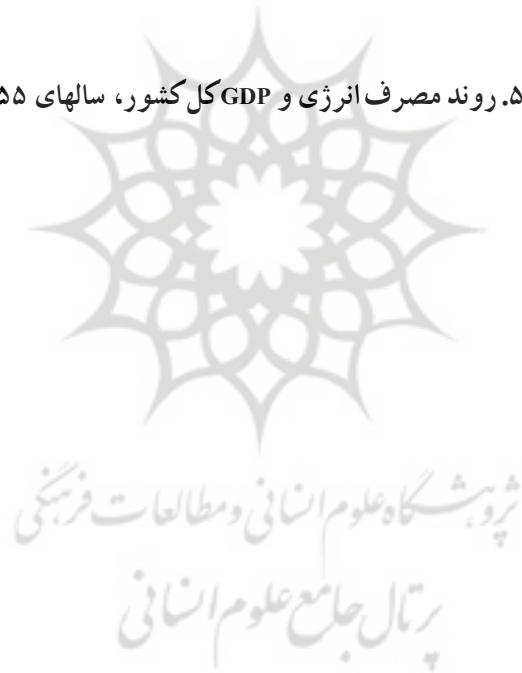 ۵. روند مصرف انرژی و GDP کل کشور، سالهای ۵۵
پژوهشگاه علوم انسانی و مطالعات فرهنگی
پرتال جامع علوم انسانی